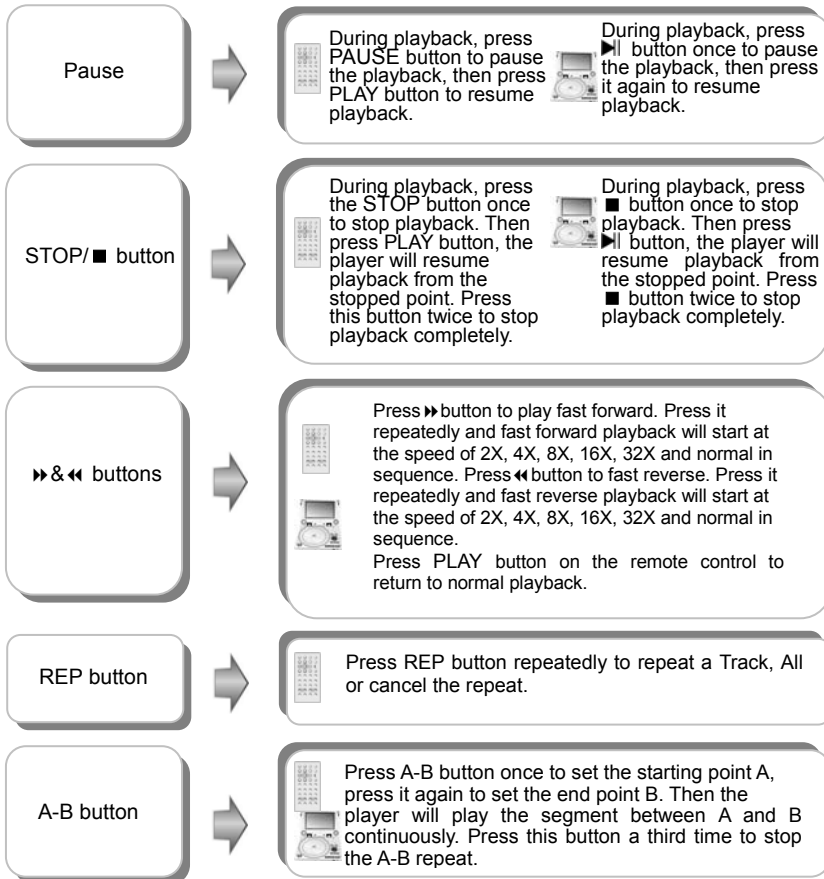 Pause
During playback, press
PAUSE button to pause
the playback, then press
PLAY button to resume
playback.
During playback, press
▶|| button once to pause
the playback, then press
it again to resume
playback.
STOP/ ■ button
During playback, press
the STOP button once
to stop playback. Then
press PLAY button, the
player will resume
playback from the
stopped point. Press
this button twice to stop
playback completely.
During playback, press
■ button once to stop
playback. Then press
▶|| button, the player will
resume playback from
the stopped point. Press
■ button twice to stop
playback completely.
▶▶ & ◀◀ buttons
Press ▶▶ button to play fast forward. Press it
repeatedly and fast forward playback will start at
the speed of 2X, 4X, 8X, 16X, 32X and normal in
sequence. Press ◀◀ button to fast reverse. Press it
repeatedly and fast reverse playback will start at
the speed of 2X, 4X, 8X, 16X, 32X and normal in
sequence.
Press PLAY button on the remote control to
return to normal playback.
REP button
Press REP button repeatedly to repeat a Track, All
or cancel the repeat.
A-B button
Press A-B button once to set the starting point A,
press it again to set the end point B. Then the
player will play the segment between A and B
continuously. Press this button a third time to stop
the A-B repeat.